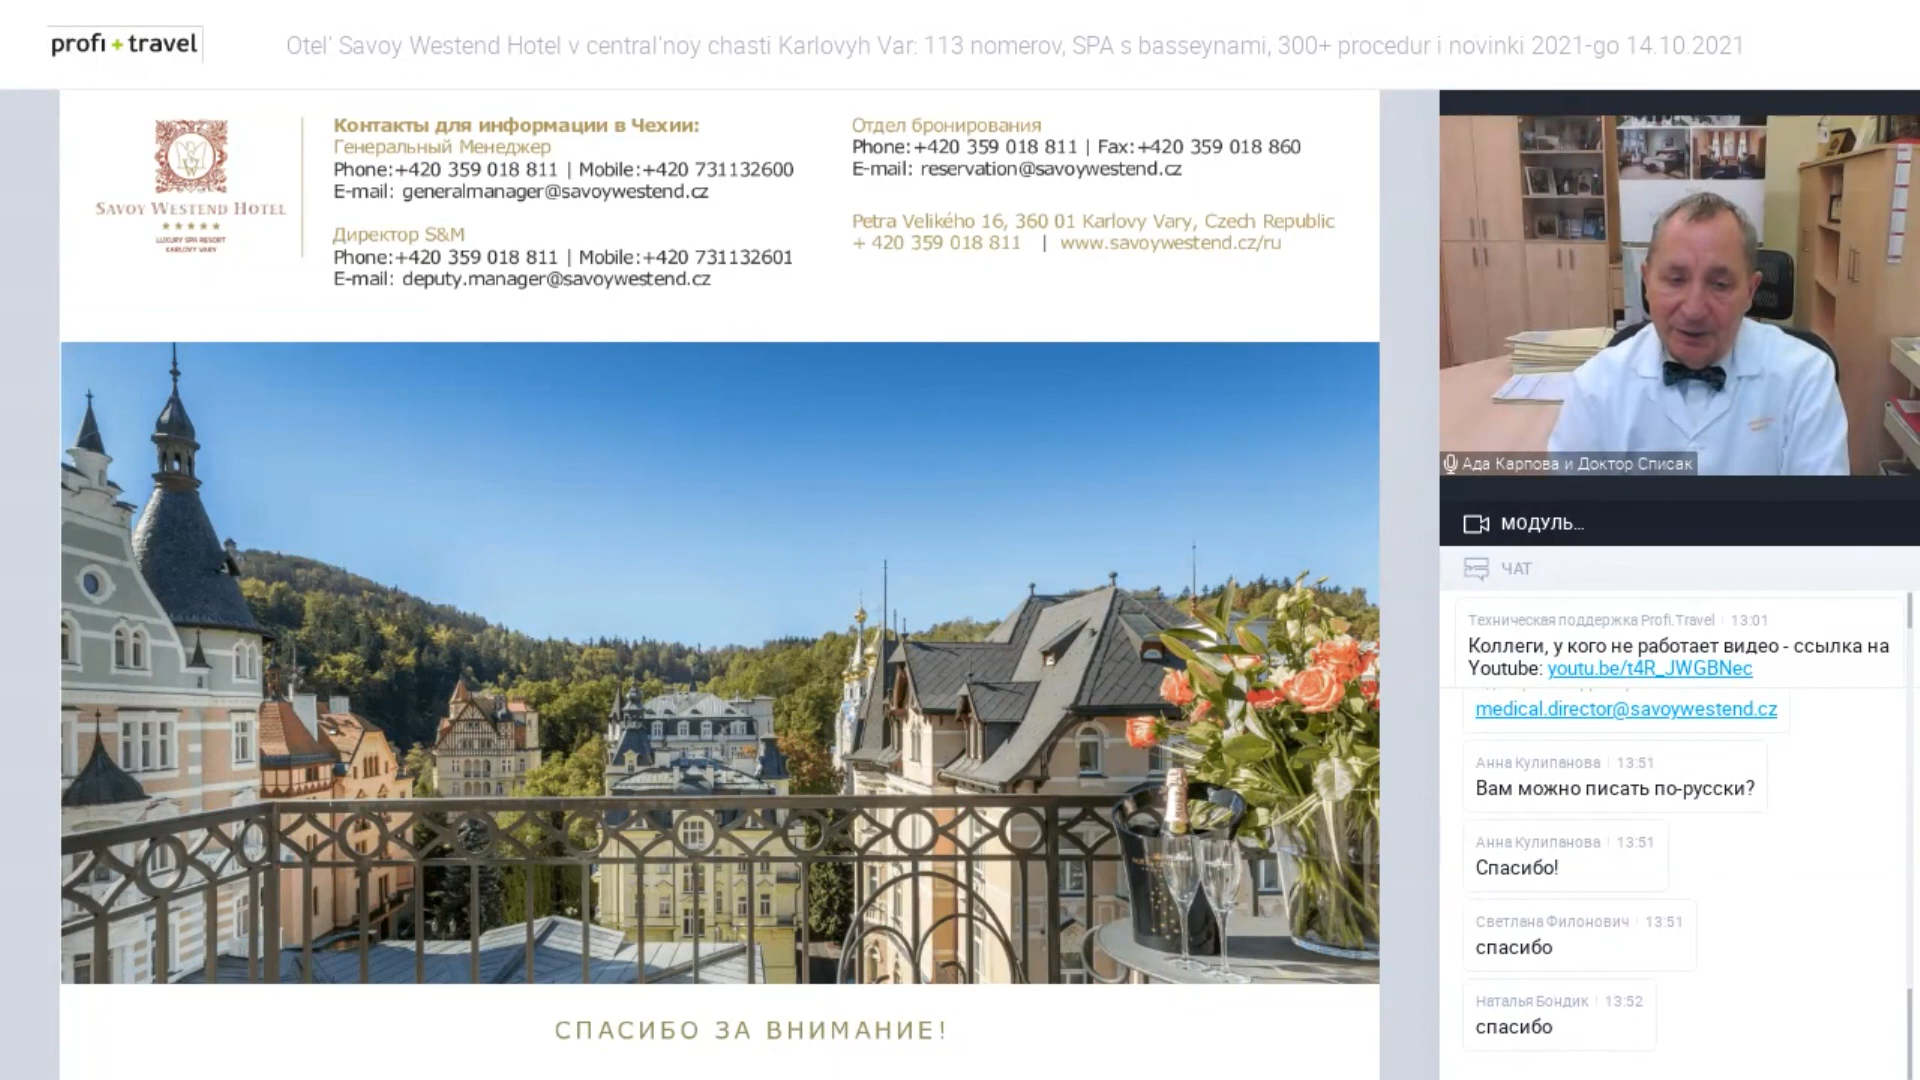 profi + travel
Otel' Savoy Westend Hotel v central'noy chasti Karlovyh Var: 113 nomerov, SPA s basseynami, 300+ procedur i novinki 2021-go 14.10.2021
SAVOY WESTEND HOTEL
★★★★★
LUXURY SPA RESORT
KARLOVY VARY
Контакты для информации в Чехии:
Генеральный Менеджер
Phone:+420 359 018 811 | Mobile:+420 731132600
E-mail: generalmanager@savoywestend.cz
Директор S&M
Phone:+420 359 018 811 | Mobile:+420 731132601
E-mail: deputy.manager@savoywestend.cz
Отдел бронирования
Phone:+420 359 018 811 | Fax:+420 359 018 860
E-mail: reservation@savoywestend.cz
Petra Velikého 16, 360 01 Karlovy Vary, Czech Republic
+ 420 359 018 811 | www.savoywestend.cz/ru
СПАСИБО ЗА ВНИМАНИЕ!
Ада Карпова и Доктор Списак
МОДУЛЬ...
ЧАТ
Техническая поддержка Profi.Travel 13:01
Коллеги, у кого не работает видео - ссылка на
Youtube: youtu.be/t4R_JWGBNec
medical.director@savoywestend.cz
Анна Кулипанова 13:51
Вам можно писать по-русски?
Анна Кулипанова 13:51
Спасибо!
Светлана Филонович 13:51
спасибо
Наталья Бондик 13:52
спасибо